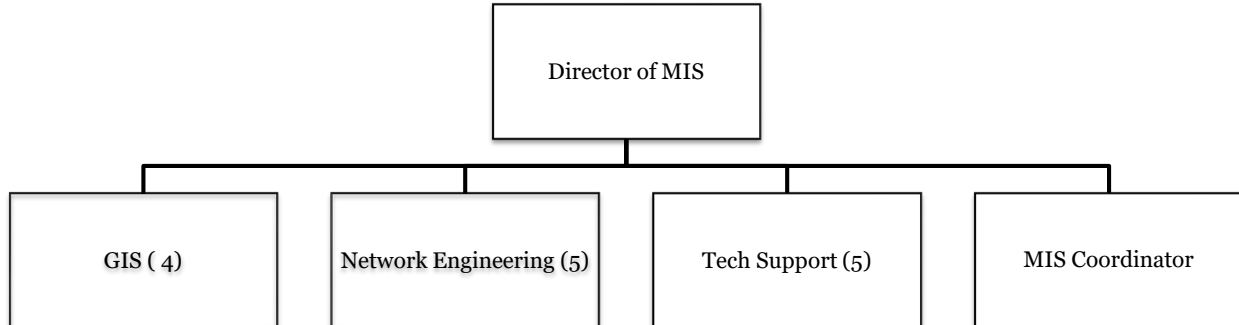 Director of MIS
GIS ( 4)
Network Engineering (5)
Tech Support (5)
MIS Coordinator